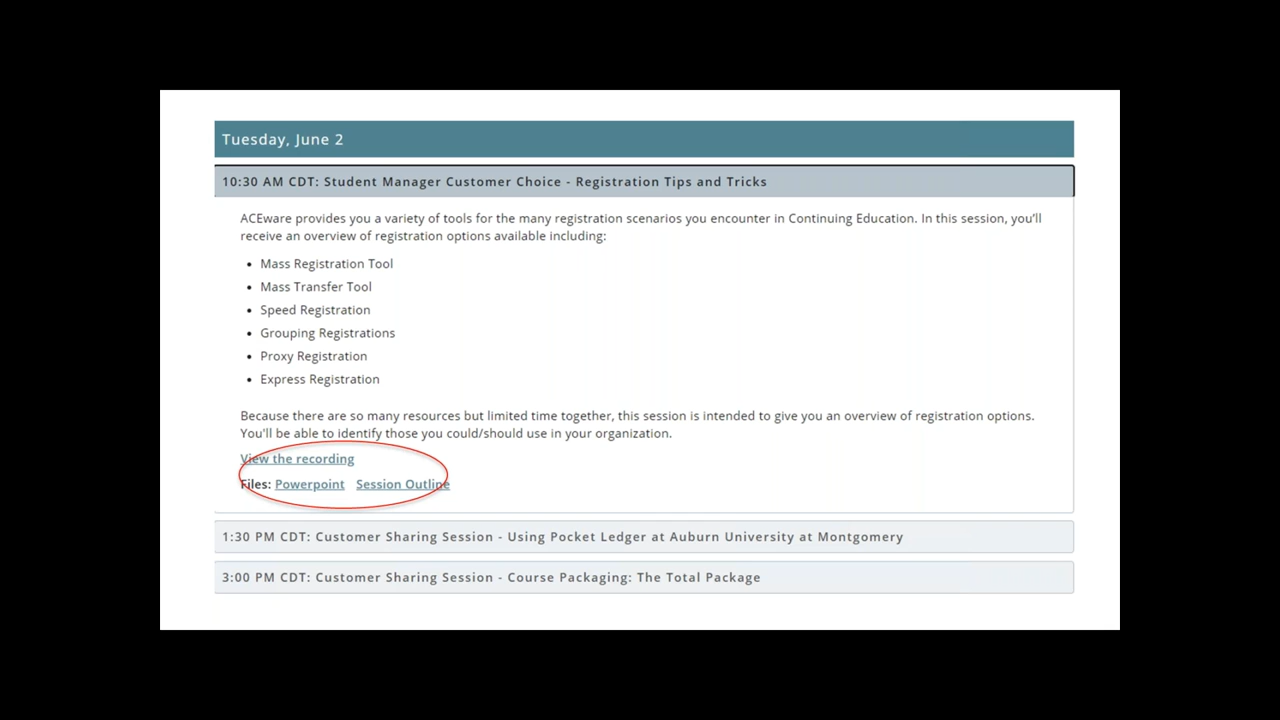 Tuesday, June 2
10:30 AM CDT: Student Manager Customer Choice - Registration Tips and Tricks
ACEware provides you a variety of tools for the many registration scenarios you encounter in Continuing Education. In this session, you'll
receive an overview of registration options available including:
• Mass Registration Tool
• Mass Transfer Tool
• Speed Registration
• Grouping Registrations
• Proxy Registration
• Express Registration
Because there are so many resources but limited time together, this session is intended to give you an overview of registration options.
You'll be able to identify those you could/should use in your organization.
View the recording
Files: Powerpoint Session Outline
1:30 PM CDT: Customer Sharing Session - Using Pocket Ledger at Auburn University at Montgomery
3:00 PM CDT: Customer Sharing Session - Course Packaging: The Total Package